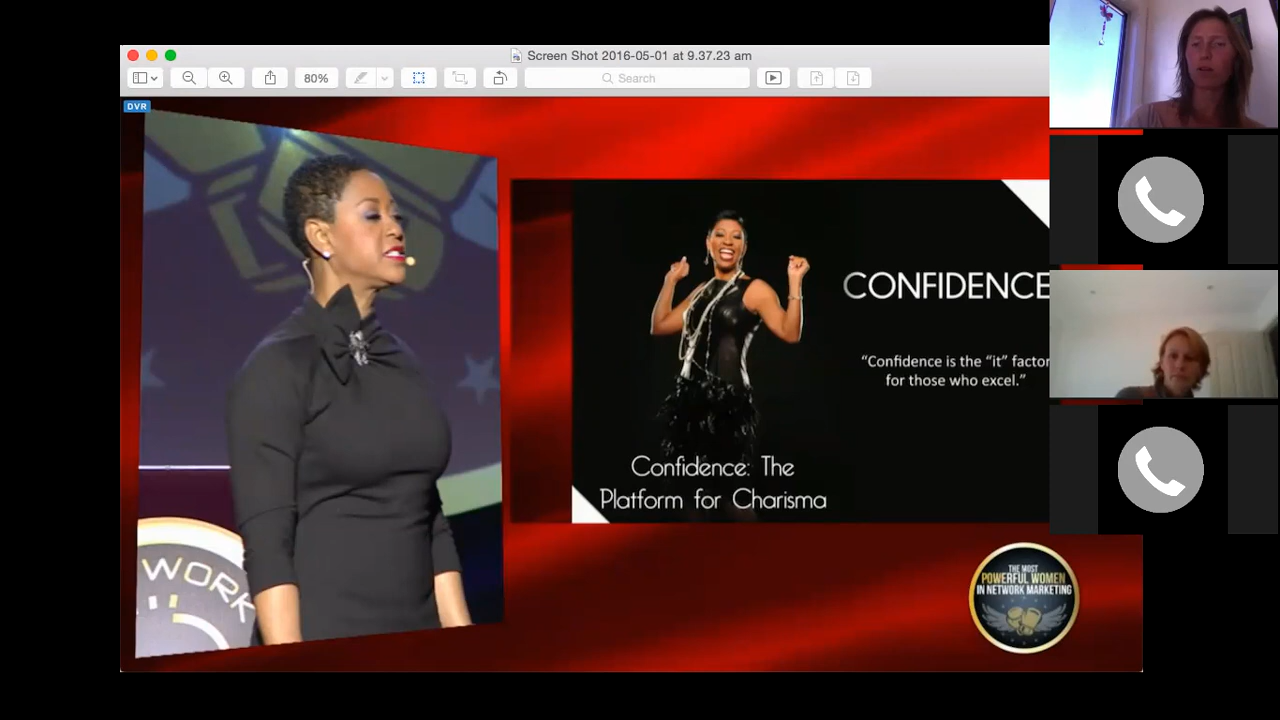 Screen Shot 2016-05-01 at 9.37.23 am
80%
Search
DVR
CONFIDENCE
“Confidence is the “it” factor
for those who excel.”
Confidence: The
Platform for Charisma
WORK
THE MOST
POWERFUL WOMEN
IN NETWORK MARKETING